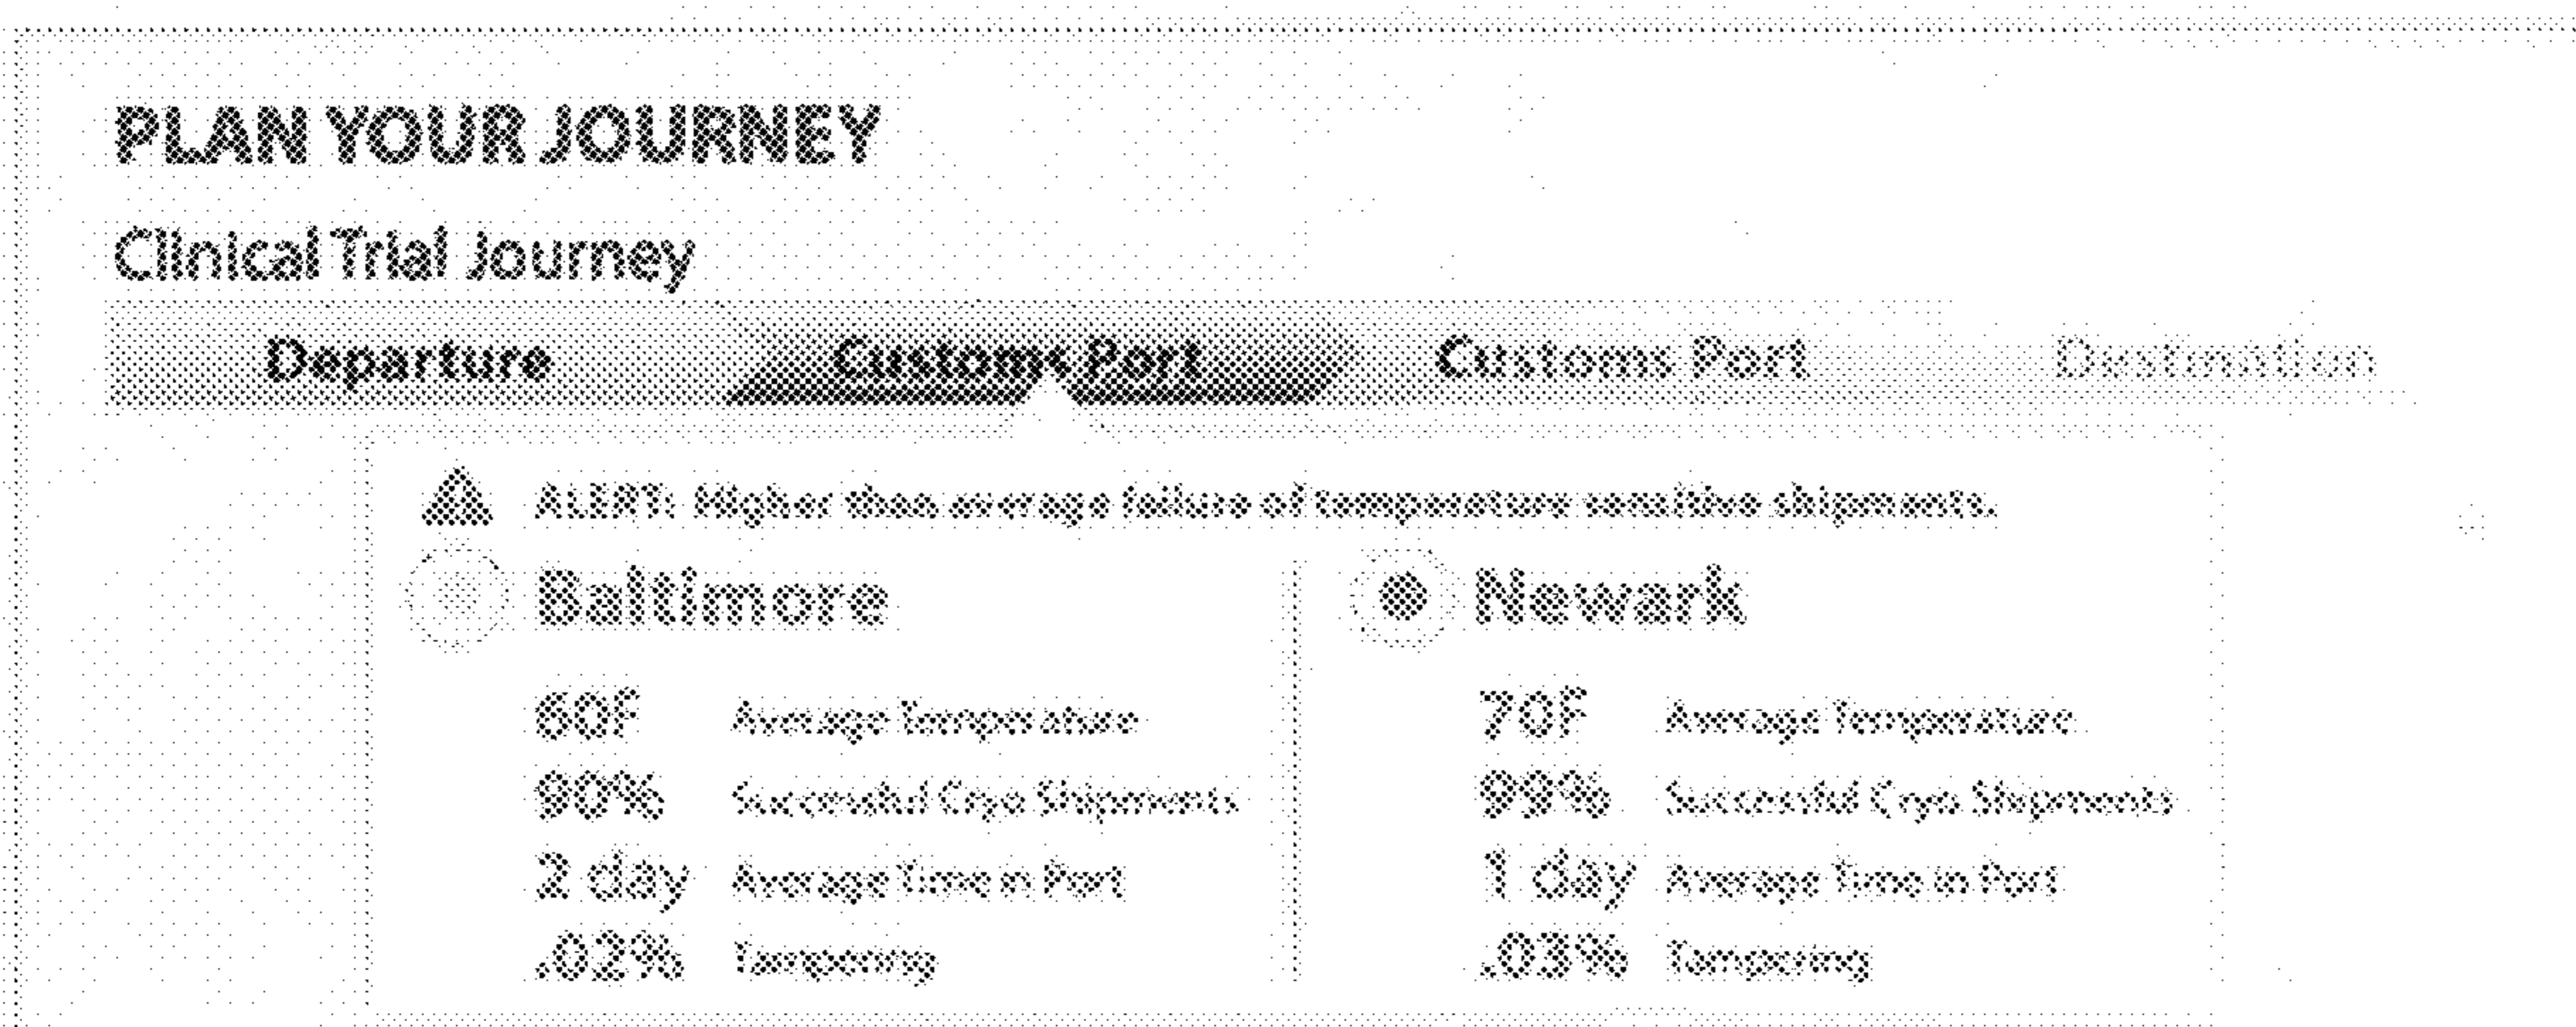 PLAN YOUR JOURNEY
Clinical Trial Journey
Departure Customs Port Customs Port Destination
ALERT: Higher than average failure of temperature sensitive shipments.
Baltimore
60F Average Temperature
90% Successful Cryo Shipments
2 day Average Time in Port
.02% Tampering
Newark
70F Average Temperature
99% Successful Cryo Shipments
1 day Average Time in Port
.03% Tampering